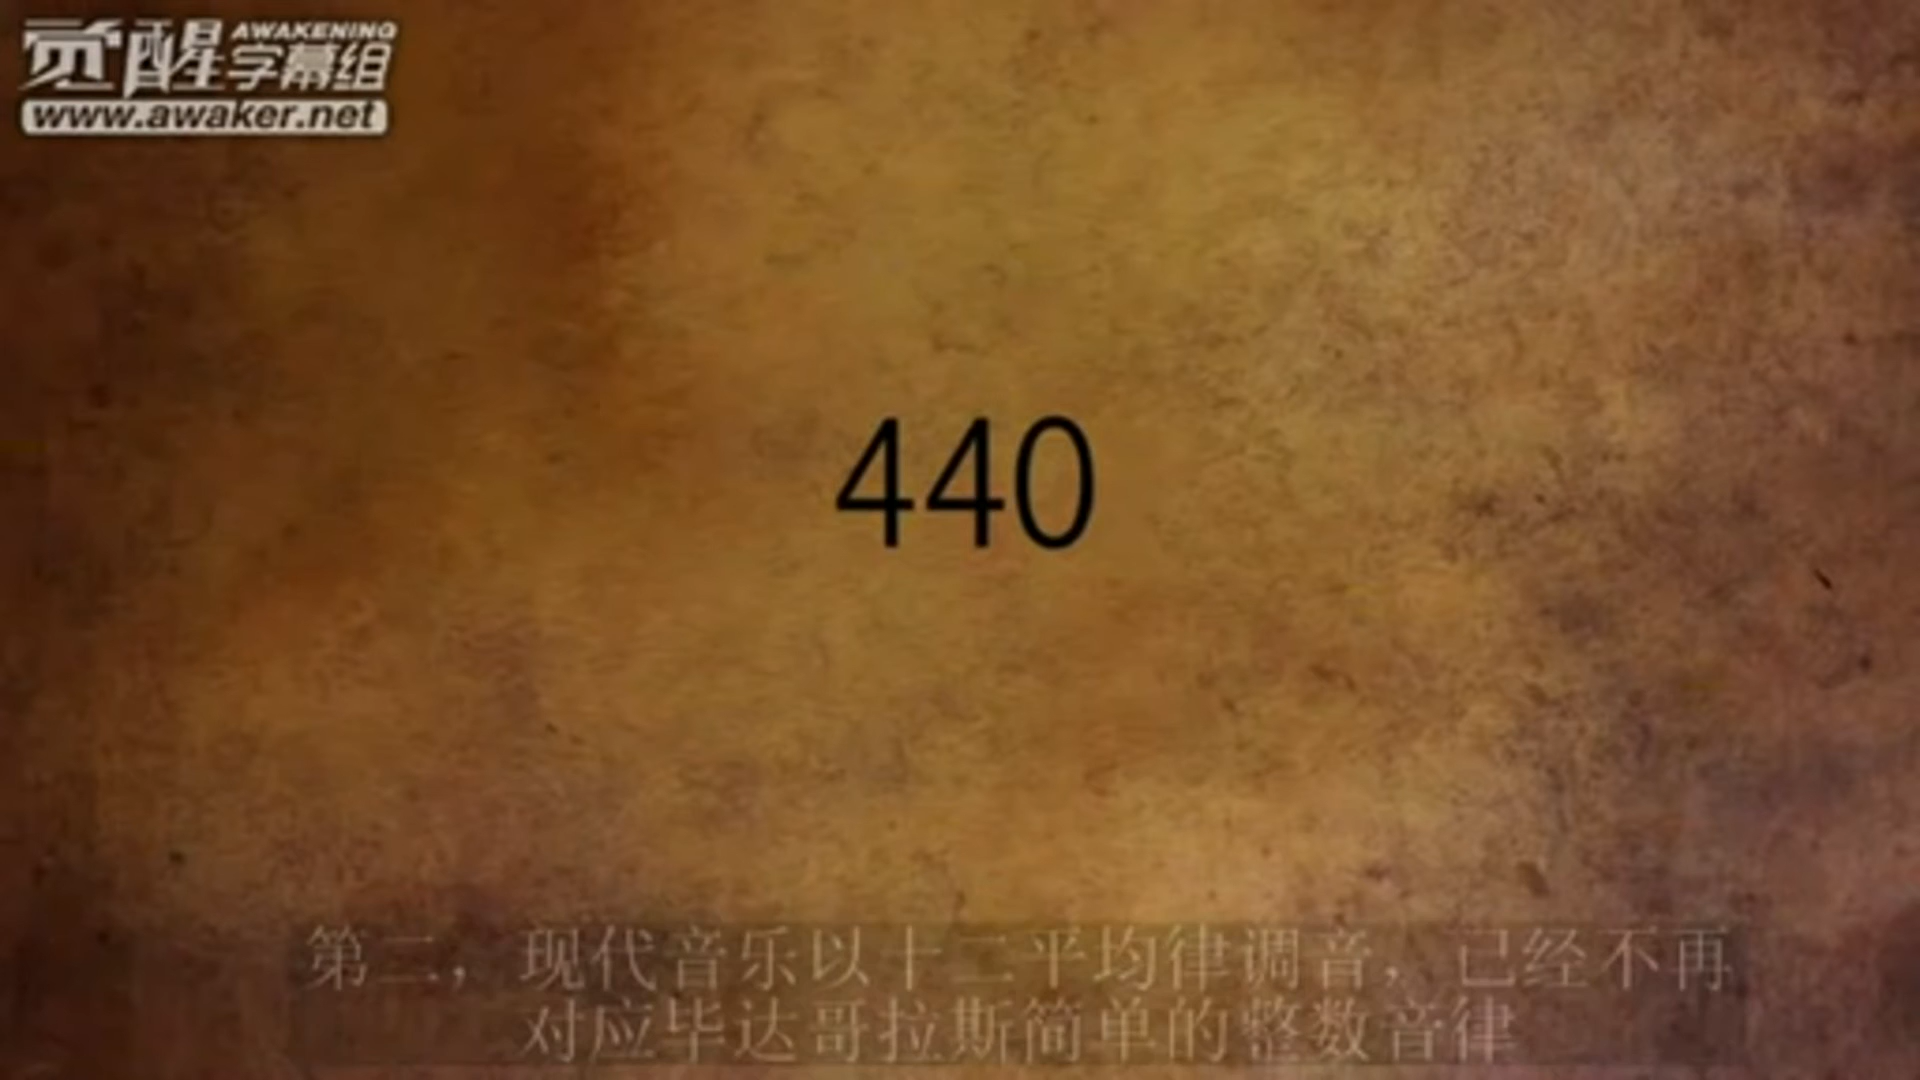 觉醒字幕组
AWAKENING
www.awaker.net
440
第二，现代音乐以十二平均律调音，已经不再
对应毕达哥拉斯简单的整数音律